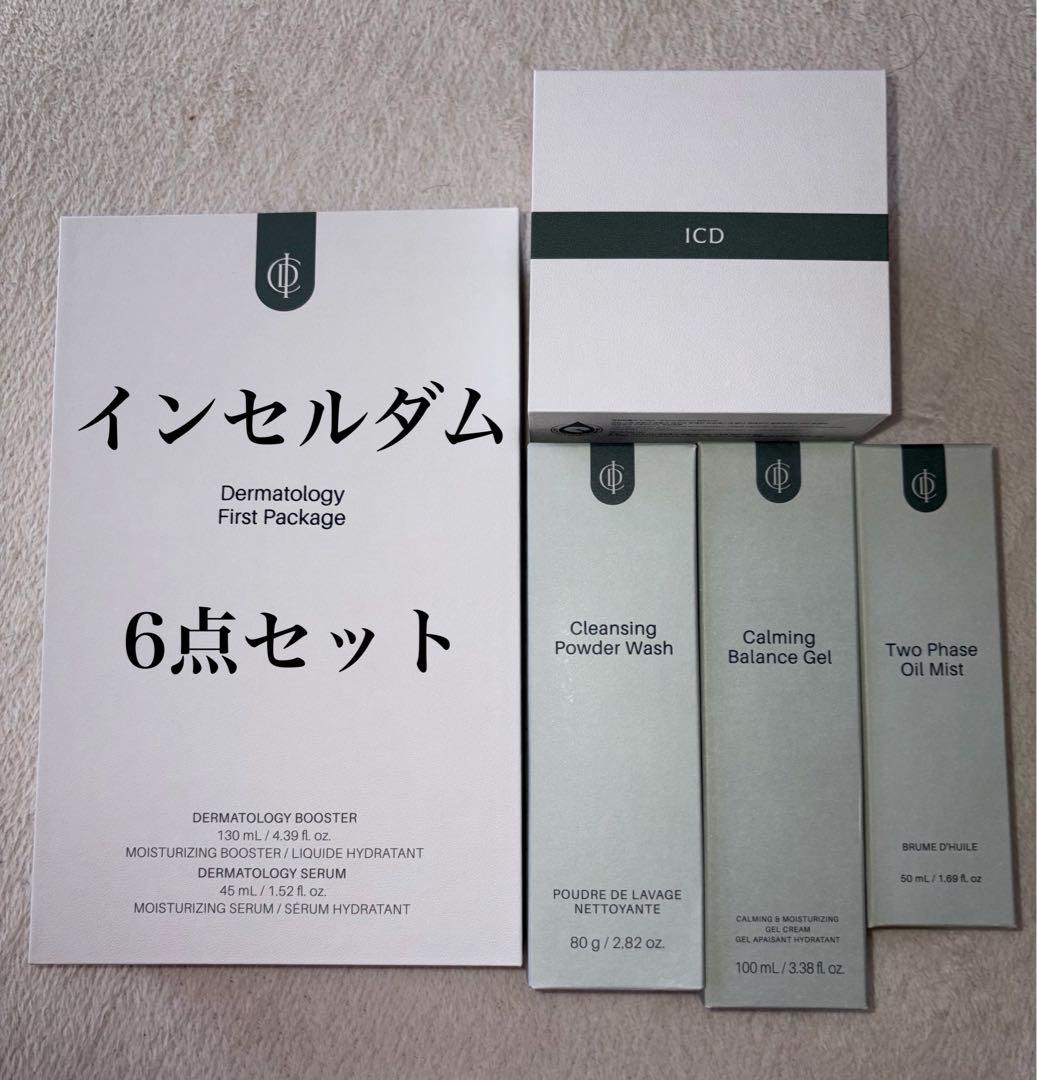 インセルダム
Dermatology
First Package
6点セット
DERMATOLOGY BOOSTER
130 mL / 4.39 fl. oz.
MOISTURIZING BOOSTER / LIQUIDE HYDRATANT
DERMATOLOGY SERUM
45 mL / 1.52 fl. oz.
MOISTURIZING SERUM / SÉRUM HYDRATANT
ICD
Cleansing
Powder Wash
POUDRE DE LAVAGE
NETTOYANTE
80 g / 2.82 oz.
Calming
Balance Gel
CALMING & MOISTURIZING
GEL CREAM
GEL APAISANT HYDRATANT
100 mL / 3.38 fl. oz.
Two Phase
Oil Mist
BRUME D'HUILE
50 mL / 1.69 fl. oz